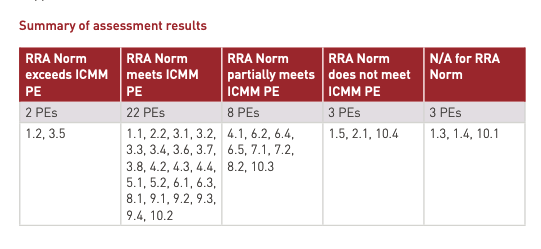 Summary of assessment results
RRA Norm exceeds ICMM PE
RRA Norm meets ICMM PE
RRA Norm partially meets ICMM PE
RRA Norm does not meet ICMM PE
N/A for RRA Norm
2 PEs
22 PEs
8 PEs
3 PEs
3 PEs
1.2, 3.5
1.1, 2.2, 3.1, 3.2,
3.3, 3.4, 3.6, 3.7,
3.8, 4.2, 4.3, 4.4,
5.1, 5.2, 6.1, 6.3,
8.1, 9.1, 9.2, 9.3,
9.4, 10.2
4.1, 6.2, 6.4,
6.5, 7.1, 7.2,
8.2, 10.3
1.5, 2.1, 10.4
1.3, 1.4, 10.1